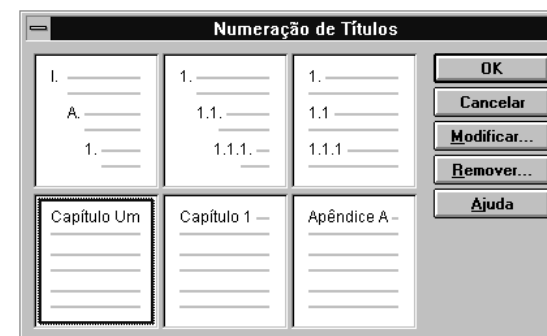 Numeração de Títulos
I.
A.
1.
1.
1.1.
1.1.1.
1.
1.1
1.1.1
Capítulo Um
Capítulo 1
Apêndice A
OK
Cancelar
Modificar...
Remover...
Ajuda